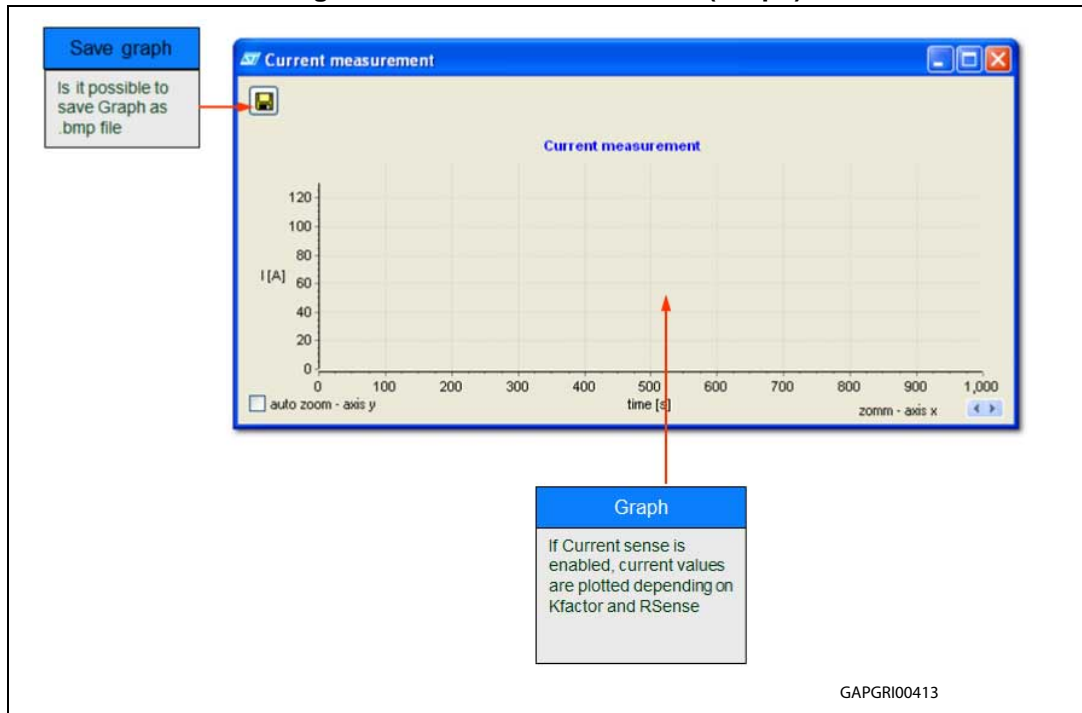 Save graph
Is it possible to
save Graph as
.bmp file
Current measurement
Current measurement
120
100
80
I [A]
60
40
20
0
0 100 200 300 400 500 600 700 800 900 1,000
auto zoom - axis y
time [s]
zomm - axis x
Graph
If Current sense is
enabled, current values
are plotted depending on
Kfactor and RSense
GAPGRI00413